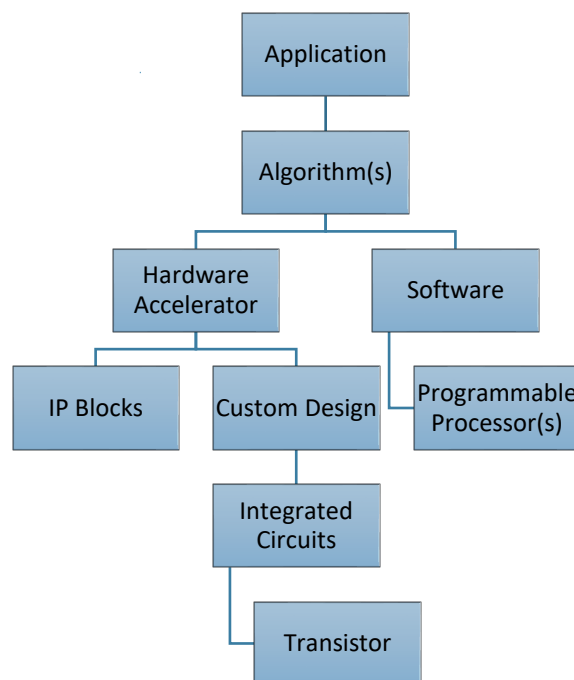 Application
Algorithm(s)
Hardware
Accelerator
Software
IP Blocks
Custom Design
Programmable
Processor(s)
Integrated
Circuits
Transistor